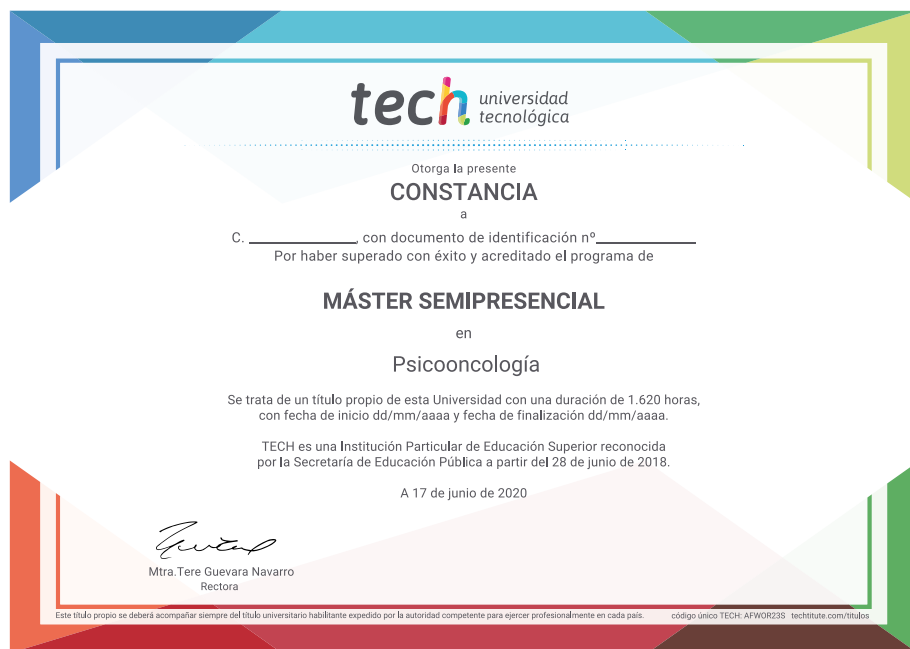 tech universidad
tecnológica
Otorga la presente
CONSTANCIA
a
C. ____________, con documento de identificación nº____________
Por haber superado con éxito y acreditado el programa de
MÁSTER SEMIPRESENCIAL
en
Psicooncología
Se trata de un título propio de esta Universidad con una duración de 1.620 horas,
con fecha de inicio dd/mm/aaaa y fecha de finalización dd/mm/aaaa.
TECH es una Institución Particular de Educación Superior reconocida
por la Secretaría de Educación Pública a partir del 28 de junio de 2018.
A 17 de junio de 2020
Mtra.Tere Guevara Navarro
Rectora
Este título propio se deberá acompañar siempre del título universitario habilitante expedido por la autoridad competente para ejercer profesionalmente en cada país. código único TECH: AFWOR23S techtitute.com/titulos